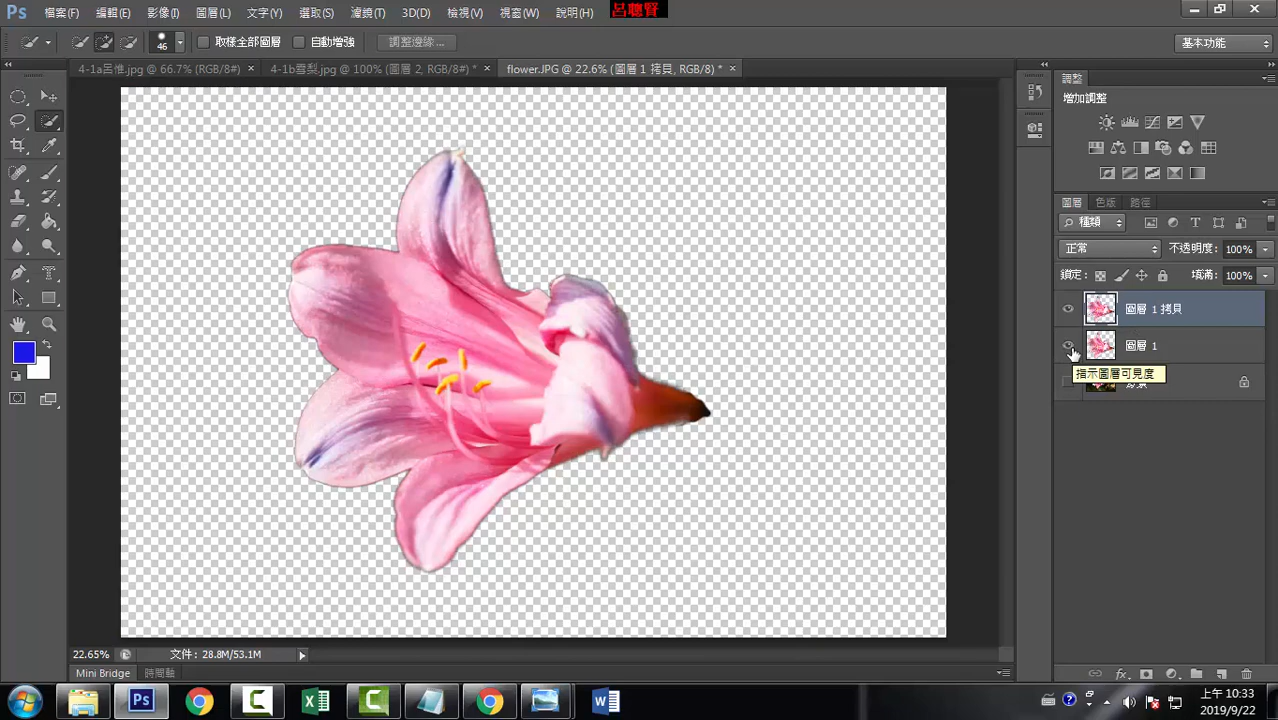 Ps 檔案(F) 編輯(E) 影像(I) 圖層(L) 文字(Y) 選取(S) 濾鏡(T) 3D(D) 檢視(V) 視窗(W) 說明(H) 呂聰賢
46 取樣全部圖層 自動增強 調整邊緣... 基本功能
4-1a呂惟.jpg @ 66.7% (RGB/8#) × 4-1b雪梨.jpg @ 100% (圖層 2, RGB/8#) * × flower.JPG @ 22.6% (圖層 1 拷貝, RGB/8) * ×
調整
增加調整
圖層 色版 路徑
種類
正常 不透明度: 100%
鎖定: 填滿: 100%
圖層 1 拷貝
圖層 1
指示圖層可見度
22.65% 文件: 28.8M/53.1M
Mini Bridge 時間軸
fx
上午 10:33
2019/9/22